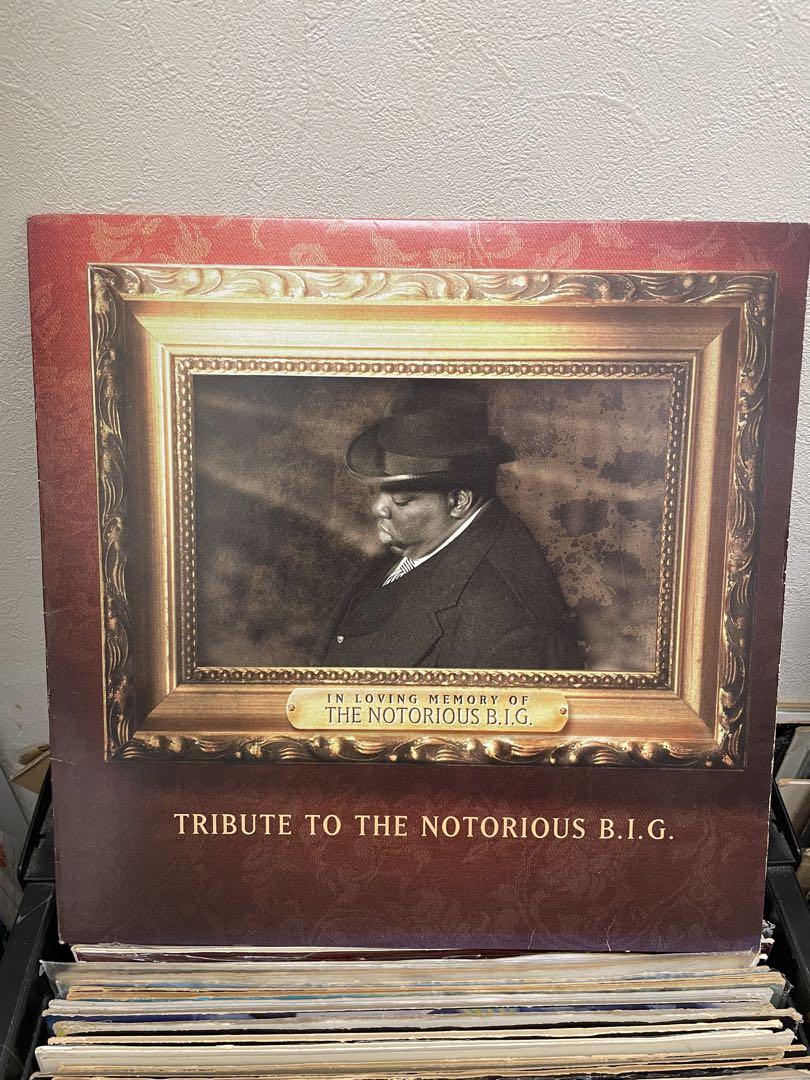 IN LOVING MEMORY OF
THE NOTORIOUS B.I.G.
TRIBUTE TO THE NOTORIOUS B.I.G.